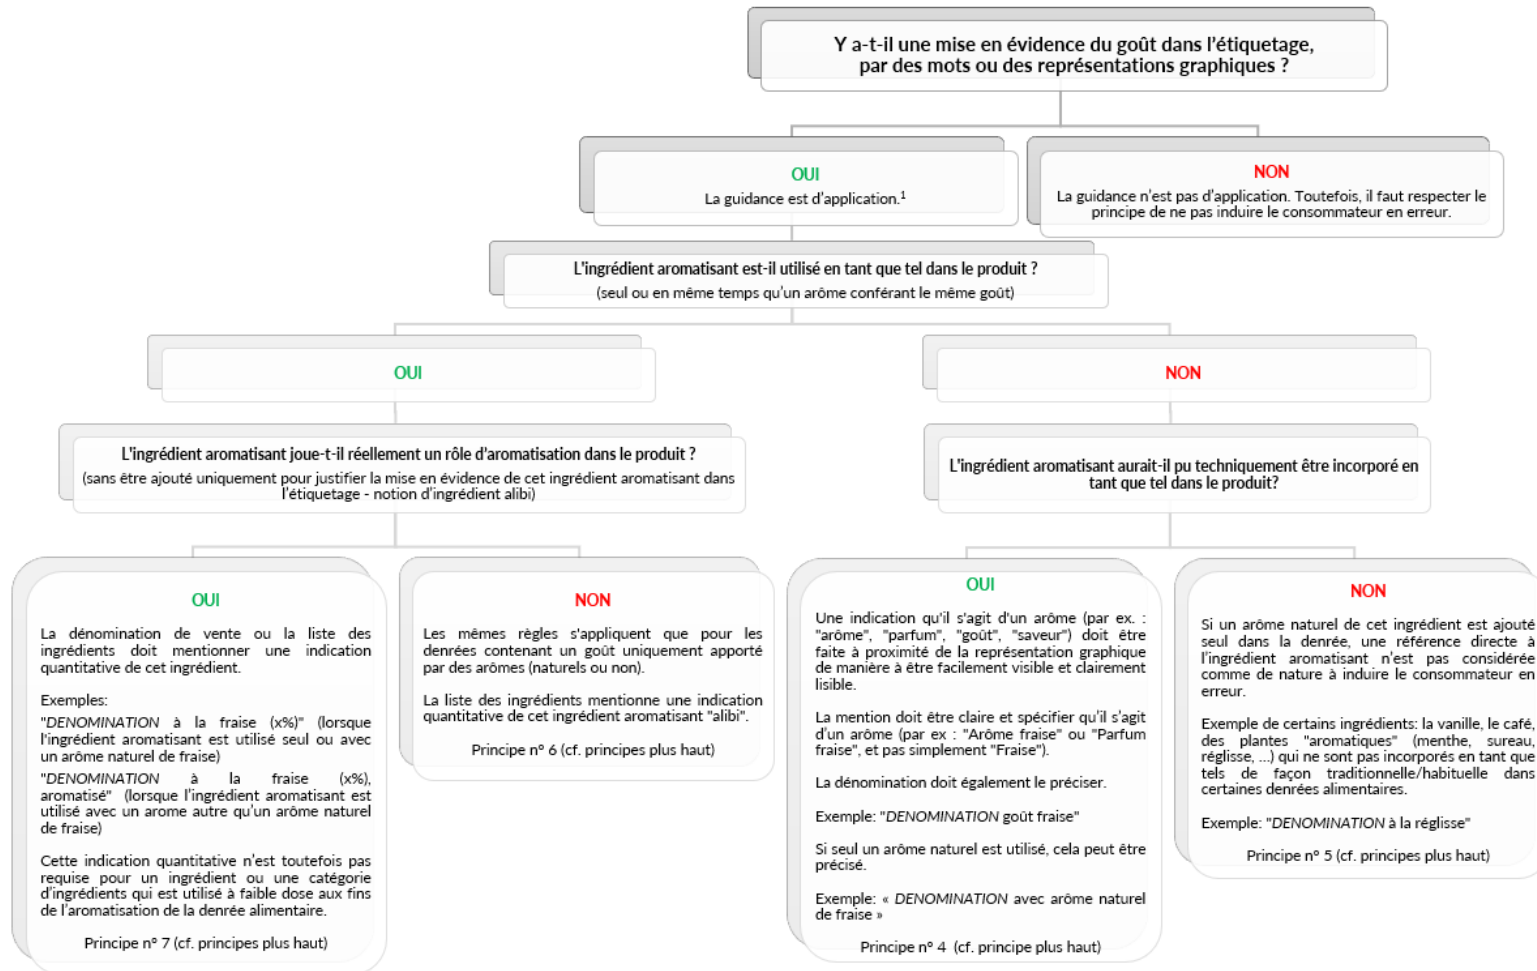 Y a-t-il une mise en évidence du goût dans l’étiquetage,
par des mots ou des représentations graphiques ?
OUI
La guidance est d’application.¹
NON
La guidance n’est pas d’application. Toutefois, il faut respecter le
principe de ne pas induire le consommateur en erreur.
L'ingrédient aromatisant est-il utilisé en tant que tel dans le produit ?
(seul ou en même temps qu’un arôme conférant le même goût)
OUI
NON
L'ingrédient aromatisant joue-t-il réellement un rôle d’aromatisation dans le produit ?
(sans être ajouté uniquement pour justifier la mise en évidence de cet ingrédient aromatisant dans
l’étiquetage - notion d’ingrédient alibi)
L'ingrédient aromatisant aurait-il pu techniquement être incorporé en
tant que tel dans le produit?
OUI
La dénomination de vente ou la liste des
ingrédients doit mentionner une indication
quantitative de cet ingrédient.
Exemples:
"DENOMINATION à la fraise (x%)" (lorsque
l'ingrédient aromatisant est utilisé seul ou avec
un arôme naturel de fraise)
"DENOMINATION à la fraise (x%),
aromatisé" (lorsque l’ingrédient aromatisant est
utilisé avec un arome autre qu’un arôme naturel
de fraise)
Cette indication quantitative n’est toutefois pas
requise pour un ingrédient ou une catégorie
d’ingrédients qui est utilisé à faible dose aux fins
de l’aromatisation de la denrée alimentaire.
Principe n° 7 (cf. principes plus haut)
NON
Les mêmes règles s'appliquent que pour les
denrées contenant un goût uniquement apporté
par des arômes (naturels ou non).
La liste des ingrédients mentionne une indication
quantitative de cet ingrédient aromatisant "alibi".
Principe n° 6 (cf. principes plus haut)
OUI
Une indication qu'il s'agit d'un arôme (par ex. :
"arôme", "parfum", "goût", "saveur") doit être
faite à proximité de la représentation graphique
de manière à être facilement visible et clairement
lisible.
La mention doit être claire et spécifier qu’il s’agit
d’un arôme (par ex : "Arôme fraise" ou "Parfum
fraise", et pas simplement "Fraise").
La dénomination doit également le préciser.
Exemple: "DENOMINATION goût fraise"
Si seul un arôme naturel est utilisé, cela peut être
précisé.
Exemple: « DENOMINATION avec arôme naturel
de fraise »
Principe n° 4 (cf. principe plus haut)
NON
Si un arôme naturel de cet ingrédient est ajouté
seul dans la denrée, une référence directe à
l’ingrédient aromatisant n’est pas considérée
comme de nature à induire le consommateur en
erreur.
Exemple de certains ingrédients: la vanille, le café,
des plantes "aromatiques" (menthe, sureau,
réglisse, ...) qui ne sont pas incorporés en tant que
tels de façon traditionnelle/habituelle dans
certaines denrées alimentaires.
Exemple: "DENOMINATION à la réglisse"
Principe n° 5 (cf. principes plus haut)